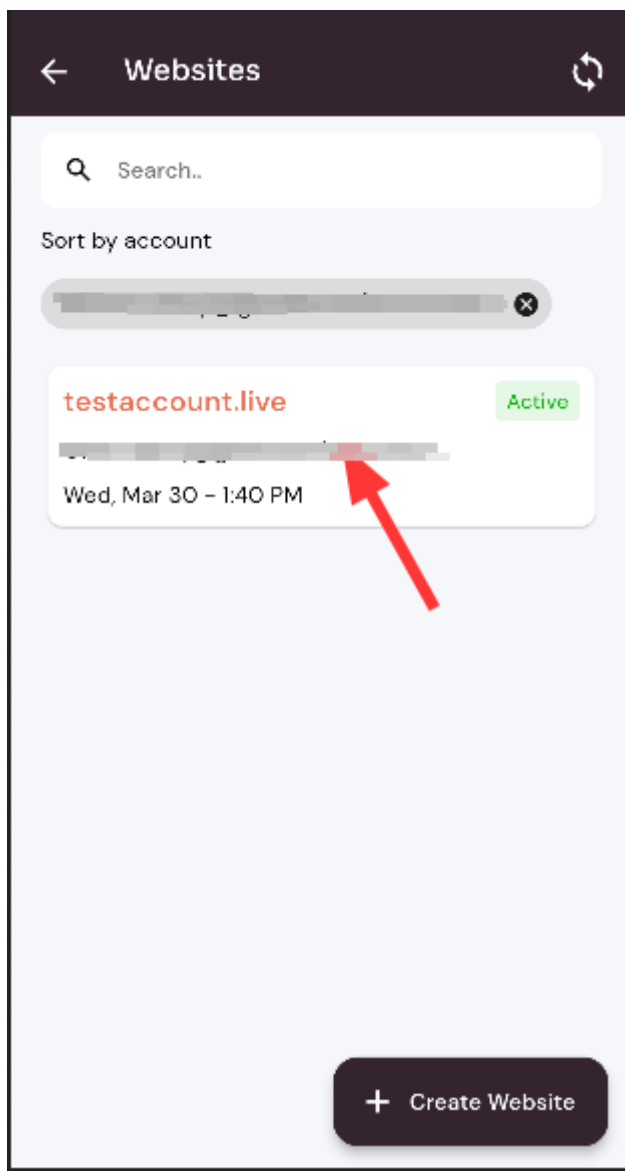 Websites
Search..
Sort by account
testaccount.live
Active
Wed, Mar 30 - 1:40 PM
+ Create Website